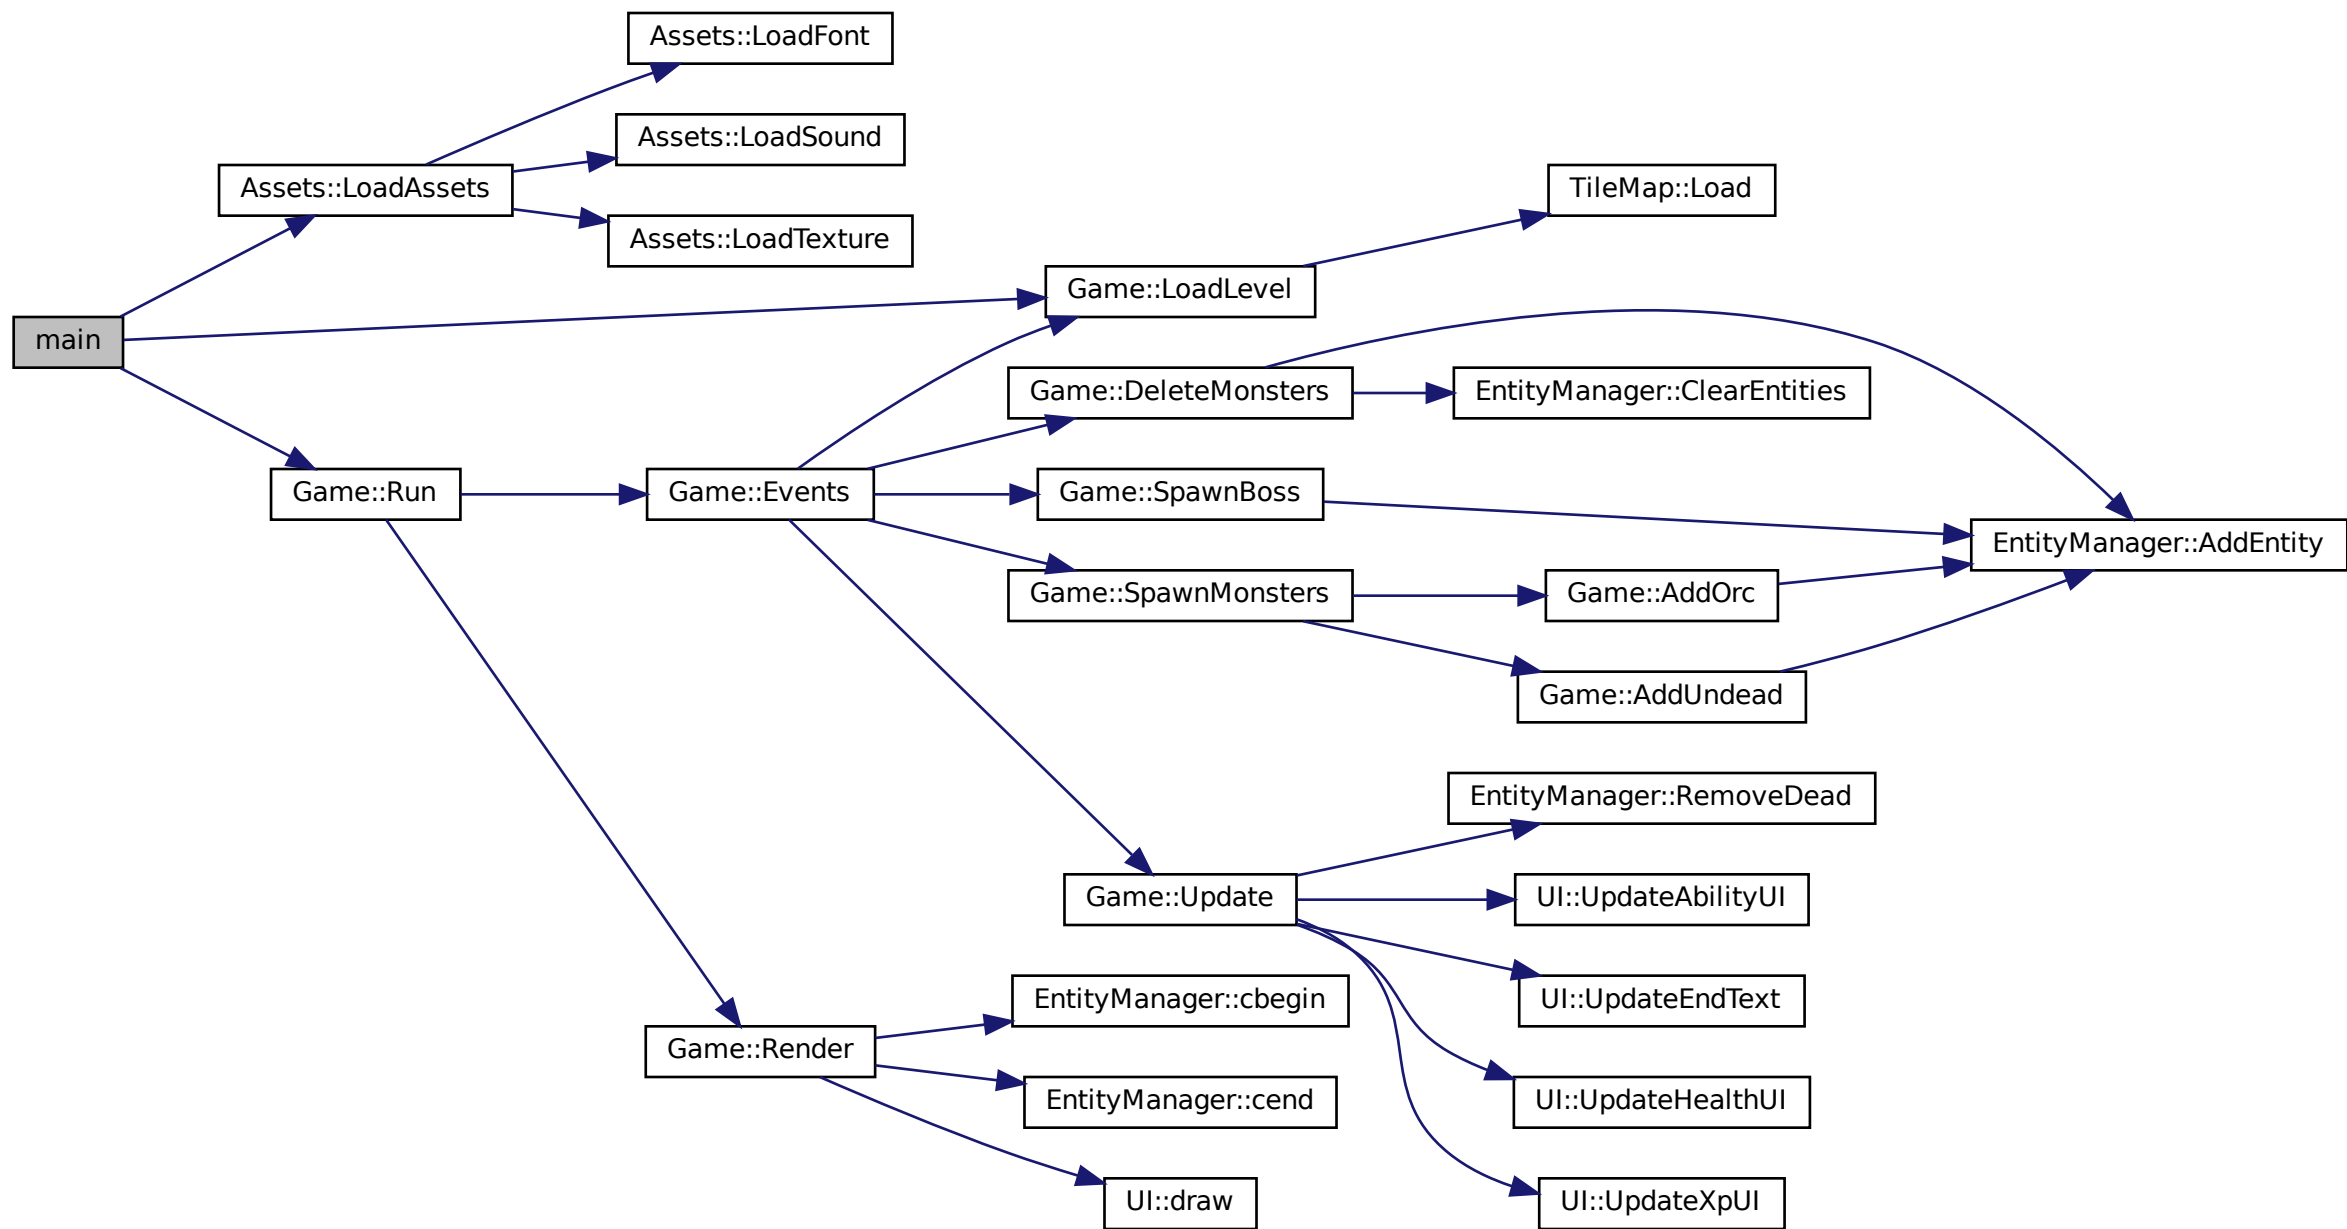 Assets::LoadFont
Assets::LoadSound
Assets::LoadAssets
TileMap::Load
Assets::LoadTexture
Game::LoadLevel
main
Game::DeleteMonsters
EntityManager::ClearEntities
Game::Run
Game::Events
Game::SpawnBoss
EntityManager::AddEntity
Game::SpawnMonsters
Game::AddOrc
Game::AddUndead
EntityManager::RemoveDead
Game::Update
UI::UpdateAbilityUI
EntityManager::cbegin
UI::UpdateEndText
Game::Render
EntityManager::cend
UI::UpdateHealthUI
UI::draw
UI::UpdateXpUI